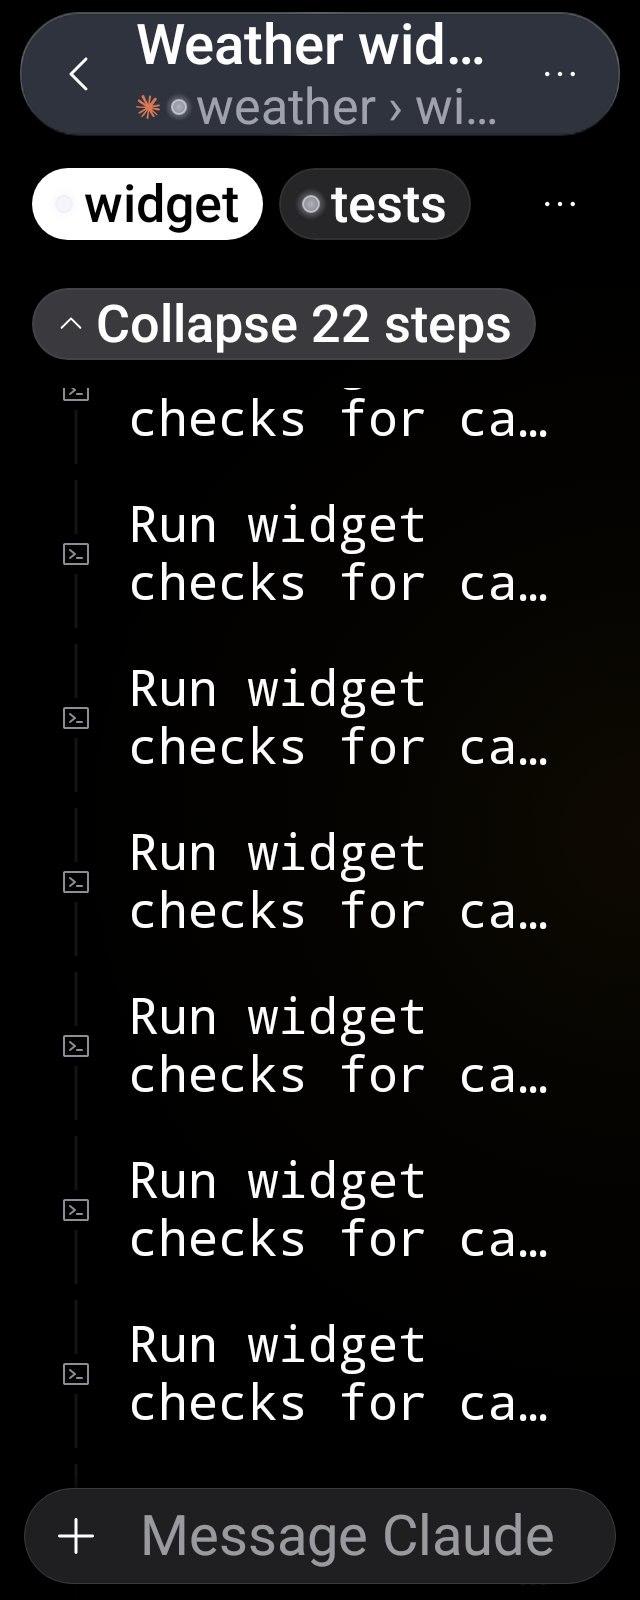 Weather wid…
weather › wi…
widget
tests
Collapse 22 steps
checks for ca…
Run widget
checks for ca…
Run widget
checks for ca…
Run widget
checks for ca…
Run widget
checks for ca…
Run widget
checks for ca…
Run widget
checks for ca…
Message Claude